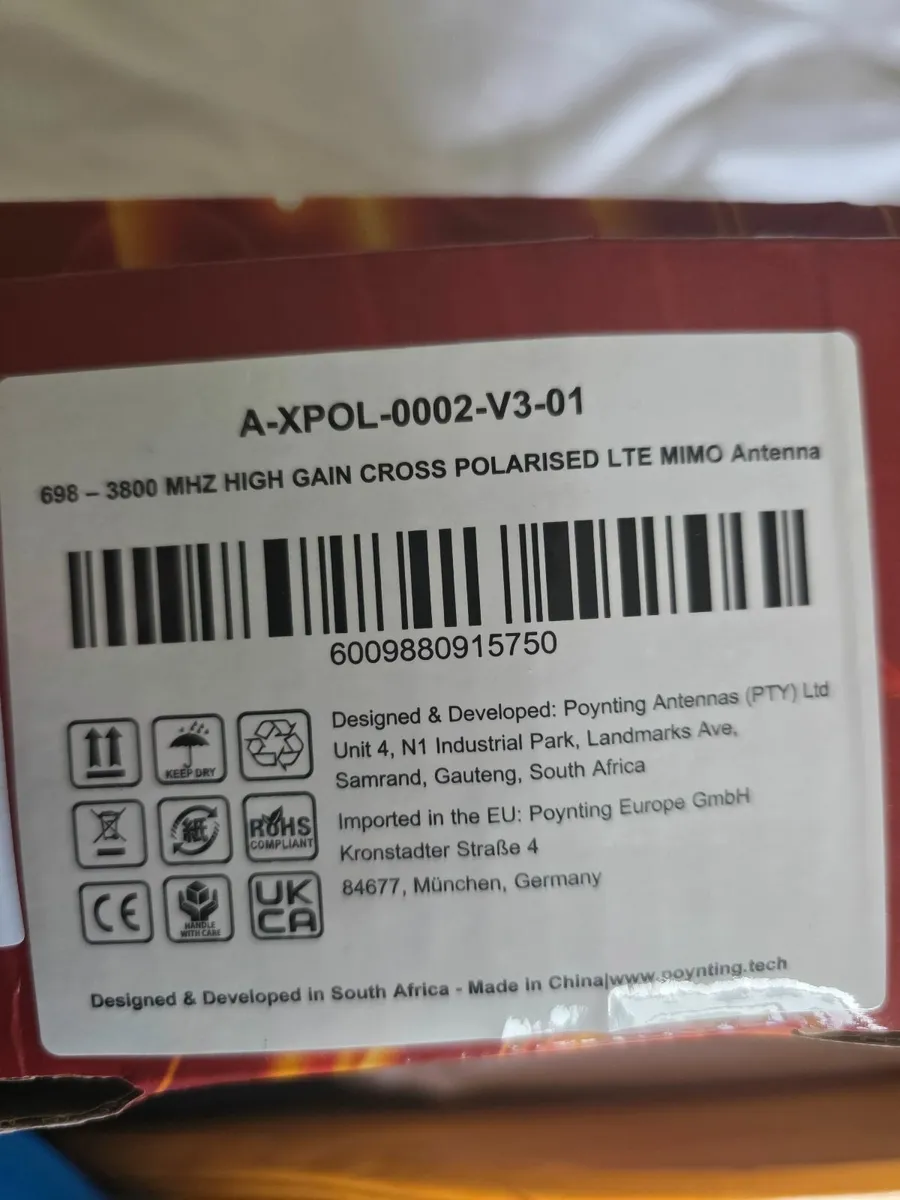 A-XPOL-0002-V3-01
698 – 3800 MHZ HIGH GAIN CROSS POLARISED LTE MIMO Antenna
6009880915750
Designed & Developed: Poynting Antennas (PTY) Ltd
Unit 4, N1 Industrial Park, Landmarks Ave,
Samrand, Gauteng, South Africa
Imported in the EU: Poynting Europe GmbH
Kronstadter Straße 4
84677, München, Germany
KEEP DRY
紙
RoHS
COMPLIANT
CE
HANDLE
WITH CARE
UK
CA
Designed & Developed in South Africa - Made in China|www.poynting.tech